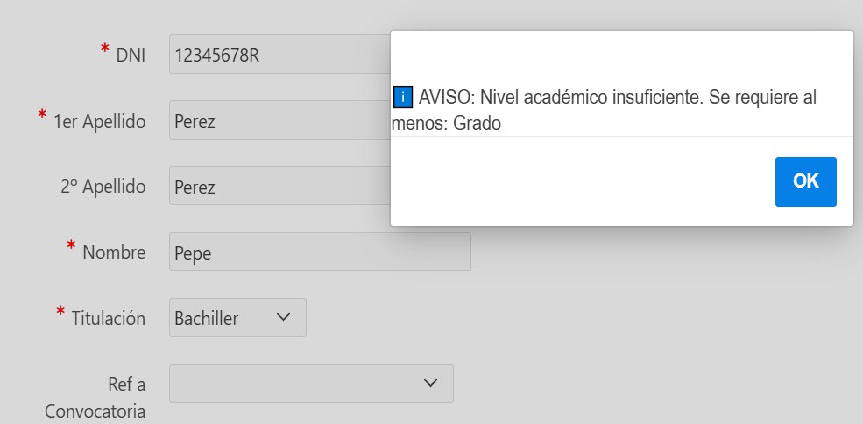 * DNI 12345678R
* 1er Apellido Perez
2º Apellido Perez
* Nombre Pepe
* Titulación Bachiller
Ref a
Convocatoria
i AVISO: Nivel académico insuficiente. Se requiere al
menos: Grado
OK